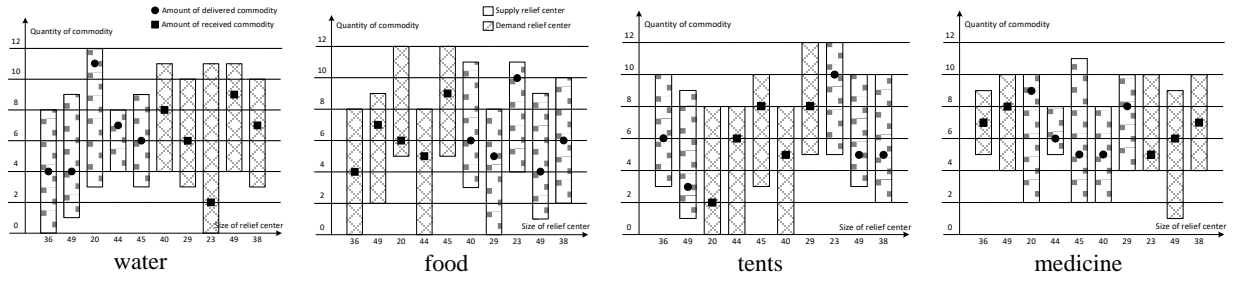 Amount of delivered commodity
Amount of received commodity
Supply relief center
Demand relief center
Quantity of commodity
12
10
8
6
4
2
0
Size of relief center
36 49 20 44 45 40 29 23 49 38
water
Quantity of commodity
12
10
8
6
4
2
0
Size of relief center
36 49 20 44 45 40 29 23 49 38
food
Quantity of commodity
12
10
8
6
4
2
0
Size of relief center
36 49 20 44 45 40 29 23 49 38
tents
Quantity of commodity
12
10
8
6
4
2
0
Size of relief center
36 49 20 44 45 40 29 23 49 38
medicine